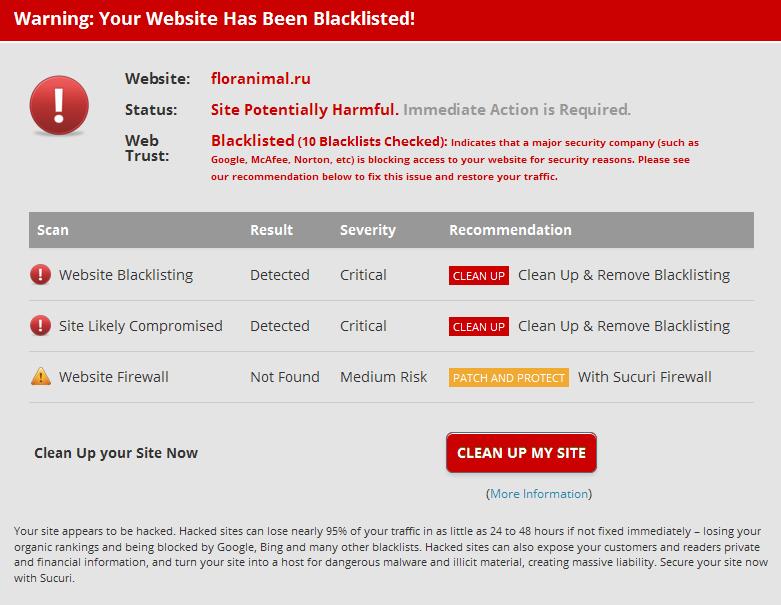 Warning: Your Website Has Been Blacklisted!
Website: floranimal.ru
Status: Site Potentially Harmful. Immediate Action is Required.
Web Trust: Blacklisted (10 Blacklists Checked): Indicates that a major security company (such as
Google, McAfee, Norton, etc) is blocking access to your website for security reasons. Please see
our recommendation below to fix this issue and restore your traffic.
Scan Result Severity Recommendation
Website Blacklisting Detected Critical CLEAN UP Clean Up & Remove Blacklisting
Site Likely Compromised Detected Critical CLEAN UP Clean Up & Remove Blacklisting
Website Firewall Not Found Medium Risk PATCH AND PROTECT With Sucuri Firewall
Clean Up your Site Now CLEAN UP MY SITE
(More Information)
Your site appears to be hacked. Hacked sites can lose nearly 95% of your traffic in as little as 24 to 48 hours if not fixed immediately – losing your
organic rankings and being blocked by Google, Bing and many other blacklists. Hacked sites can also expose your customers and readers private
and financial information, and turn your site into a host for dangerous malware and illicit material, creating massive liability. Secure your site now
with Sucuri.